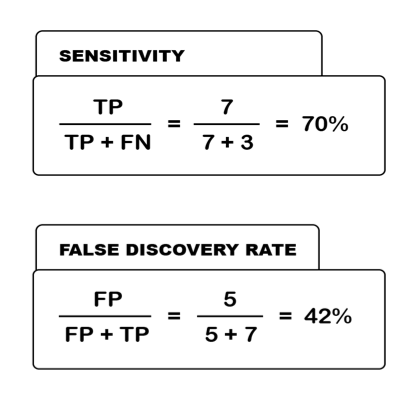 SENSITIVITY
TP / TP + FN = 7 / 7 + 3 = 70%
FALSE DISCOVERY RATE
FP / FP + TP = 5 / 5 + 7 = 42%